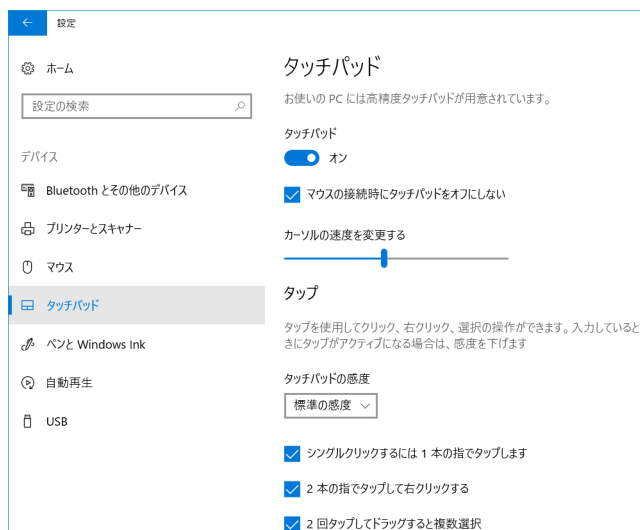 設定
ホーム
設定の検索
デバイス
Bluetooth とその他のデバイス
プリンターとスキャナー
マウス
タッチパッド
ペンと Windows Ink
自動再生
USB
タッチパッド
お使いの PC には高精度タッチパッドが用意されています。
タッチパッド
オン
マウスの接続時にタッチパッドをオフにしない
カーソルの速度を変更する
タップ
タップを使用してクリック、右クリック、選択の操作ができます。入力していると
きにタップがアクティブになる場合は、感度を下げます
タッチパッドの感度
標準の感度
シングルクリックするには 1 本の指でタップします
2 本の指でタップして右クリックする
2 回タップしてドラッグすると複数選択